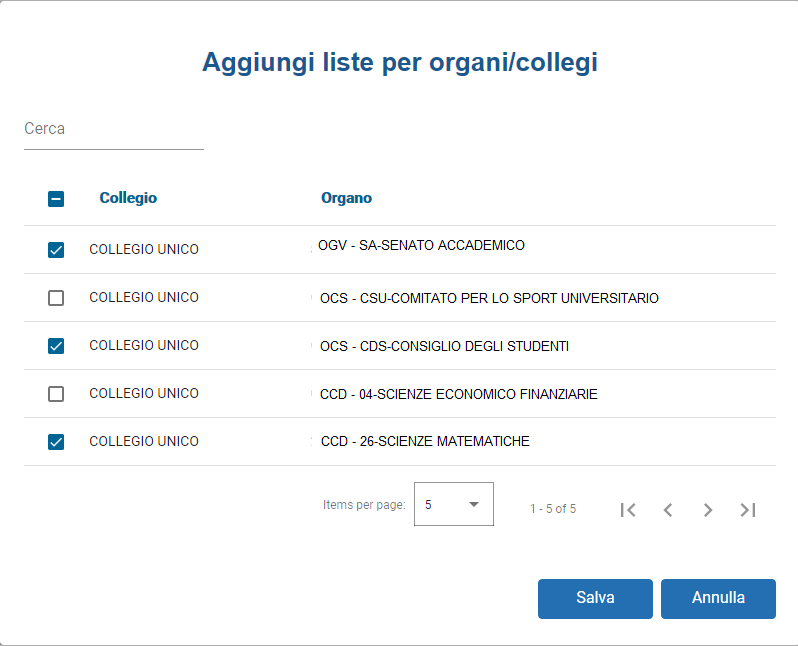 Aggiungi liste per organi/collegi
Cerca
Collegio Organo
COLLEGIO UNICO OGV - SA-SENATO ACCADEMICO
COLLEGIO UNICO OCS - CSU-COMITATO PER LO SPORT UNIVERSITARIO
COLLEGIO UNICO OCS - CDS-CONSIGLIO DEGLI STUDENTI
COLLEGIO UNICO CCD - 04-SCIENZE ECONOMICO FINANZIARIE
COLLEGIO UNICO CCD - 26-SCIENZE MATEMATICHE
Items per page: 5 1 - 5 of 5
Salva Annulla